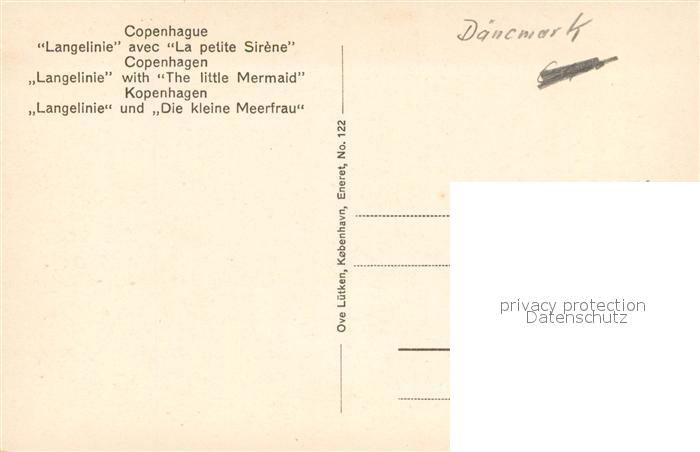 Copenhague
“Langelinie” avec “La petite Sirène”
Copenhagen
„Langelinie” with “The little Mermaid”
Kopenhagen
„Langelinie“ und „Die kleine Meerfrau“
Ove Lütken, København, Eneret, No. 122
Dänemark
privacy protection
Datenschutz